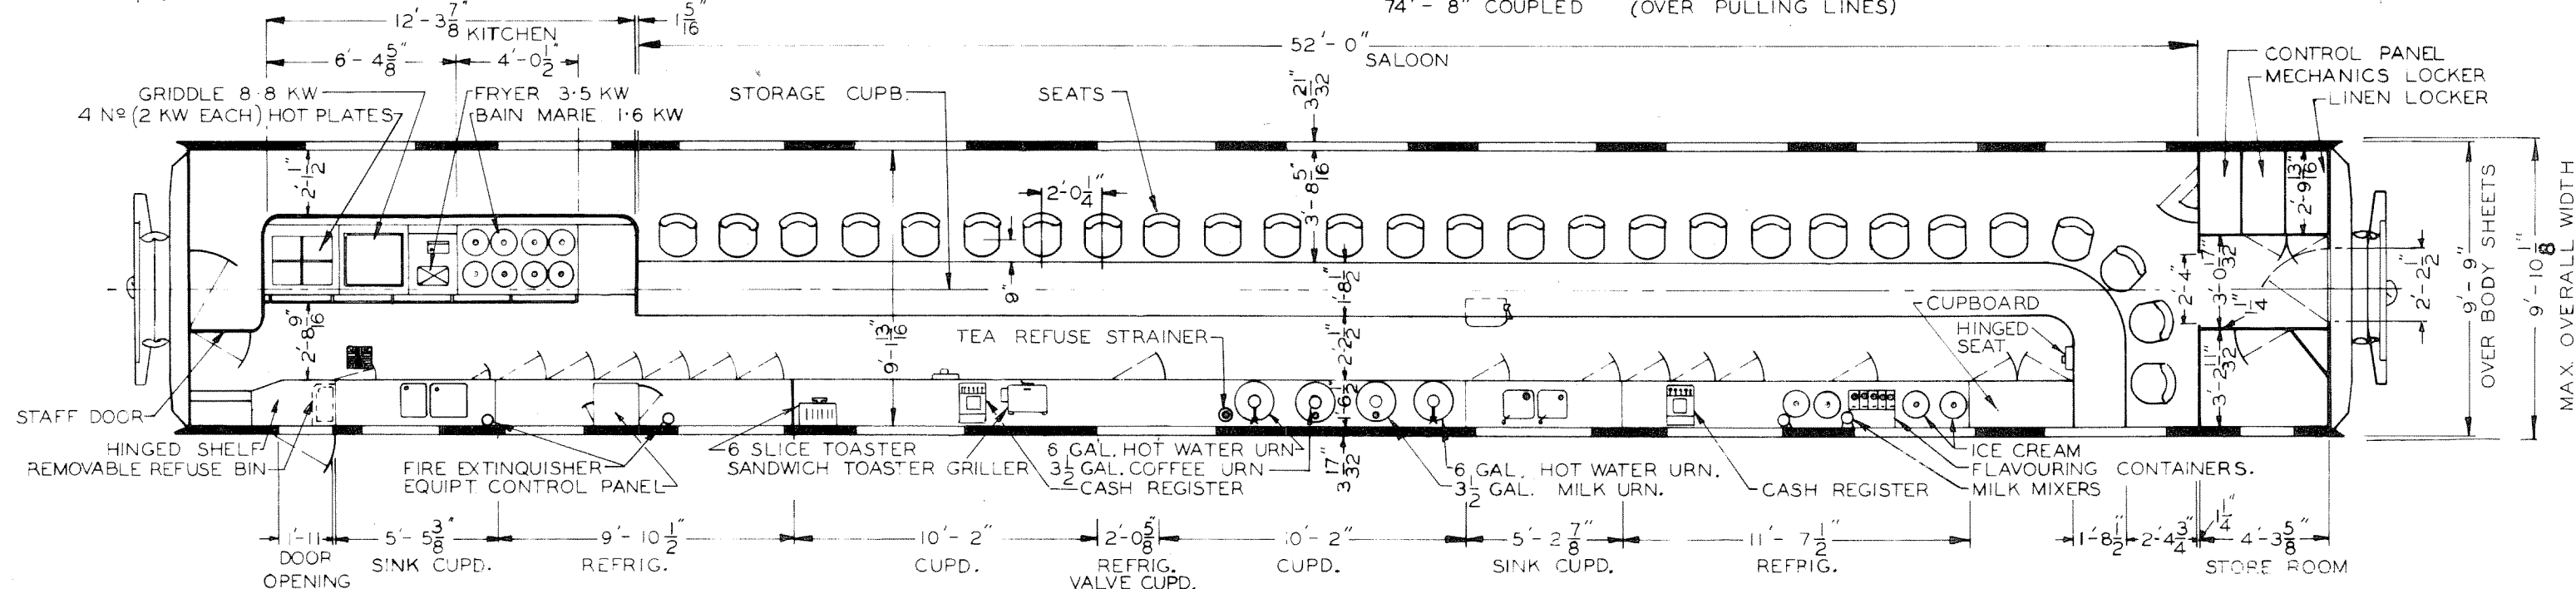 74' - 8" COUPLED (OVER PULLING LINES)
12' - 3 7/8"
KITCHEN
1 5/16"
52' - 0"
SALOON
6' - 4 5/8"
4' - 0 1/2"
GRIDDLE 8·8 KW
4 Nº (2 KW EACH) HOT PLATES
FRYER 3·5 KW
BAIN MARIE 1·6 KW
STORAGE CUPB.
SEATS
3 21/32"
CONTROL PANEL
MECHANICS LOCKER
LINEN LOCKER
2' - 1 1/2"
2' - 0 1/4"
3' - 8 5/16"
2' - 9 13/16"
9"
1' - 8 1/2"
2' - 4"
3' - 0 17/32"
1 1/4"
2' - 2 1/2"
9' - 9"
OVER BODY SHEETS
9' - 10 1/8"
MAX. OVERALL WIDTH
2' - 8 9/16"
9' - 1 13/16"
TEA REFUSE STRAINER
2' - 2 1/2"
CUPBOARD
HINGED
SEAT
3' - 2 11/32"
STAFF DOOR
HINGED SHELF
REMOVABLE REFUSE BIN
FIRE EXTINGUISHER
EQUIPT. CONTROL PANEL
6 SLICE TOASTER
SANDWICH TOASTER GRILLER
CASH REGISTER
6 GAL. HOT WATER URN
3 1/2 GAL. COFFEE URN
3 17/32"
6 GAL. HOT WATER URN.
3 1/2 GAL. MILK URN.
CASH REGISTER
ICE CREAM
FLAVOURING CONTAINERS.
MILK MIXERS
1' - 11"
DOOR
OPENING
5' - 5 3/8"
SINK CUPD.
9' - 10 1/2"
REFRIG.
10' - 2"
CUPD.
2' - 0 5/8"
REFRIG.
VALVE CUPD.
10' - 2"
CUPD.
5' - 2 7/8"
SINK CUPD.
11' - 7 1/2"
REFRIG.
1' - 8 1/2"
2' - 4 3/4"
1 1/4"
4' - 3 5/8"
STORE ROOM